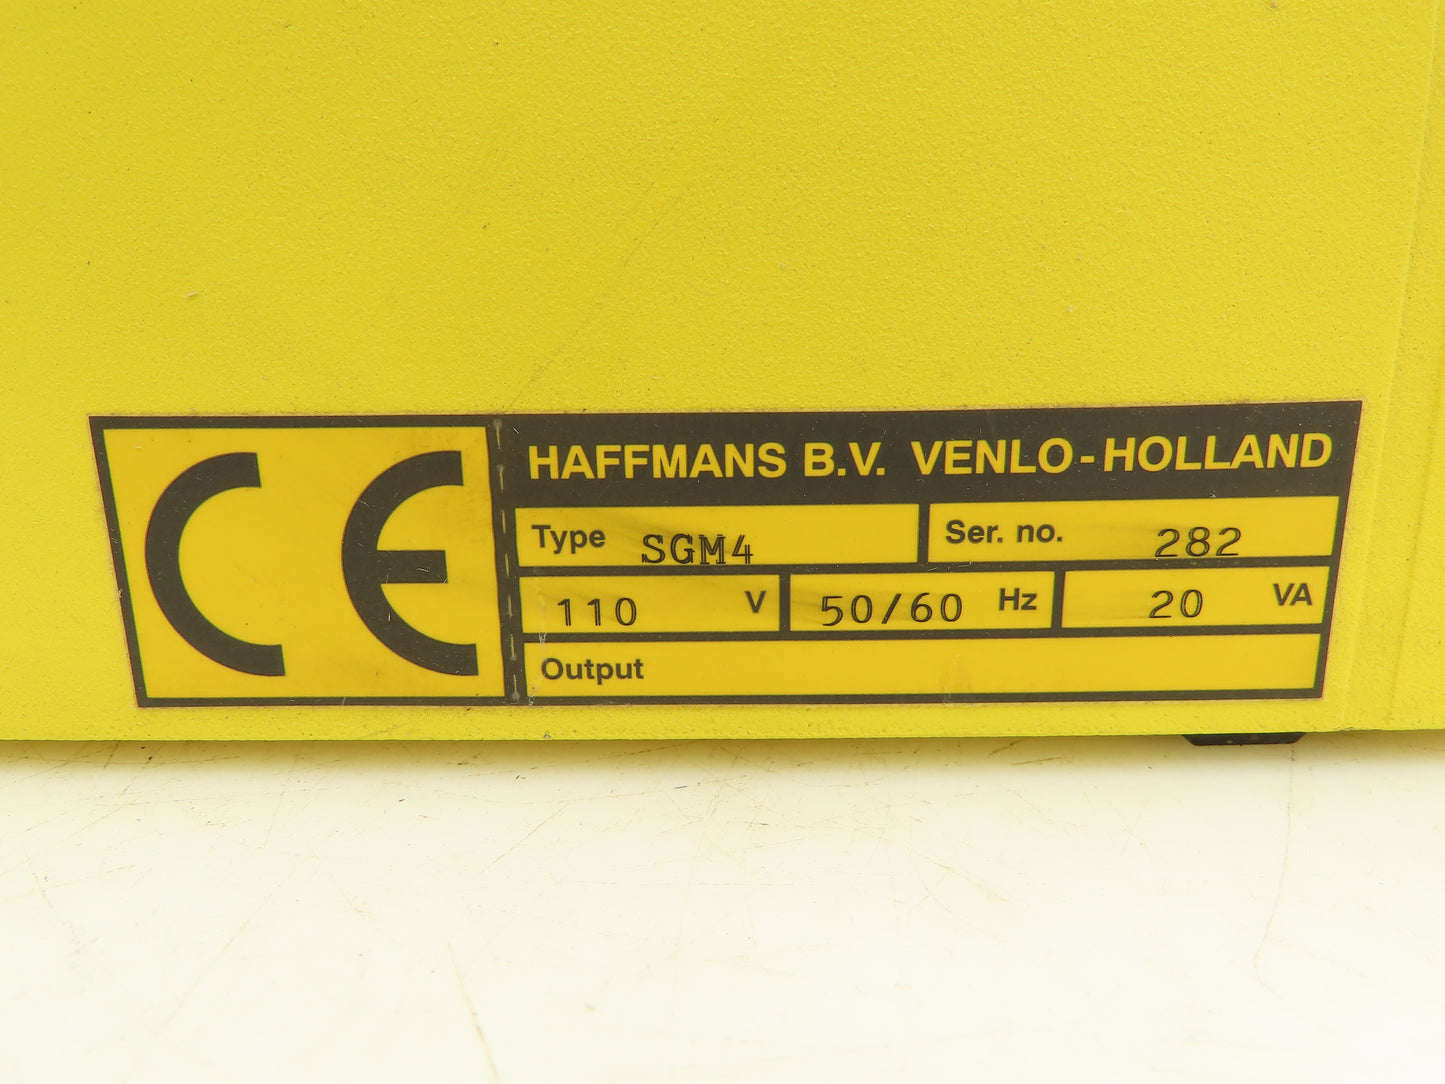 CE
HAFFMANS B.V. VENLO-HOLLAND
Type SGM4 Ser. no. 282
110 V 50/60 Hz 20 VA
Output